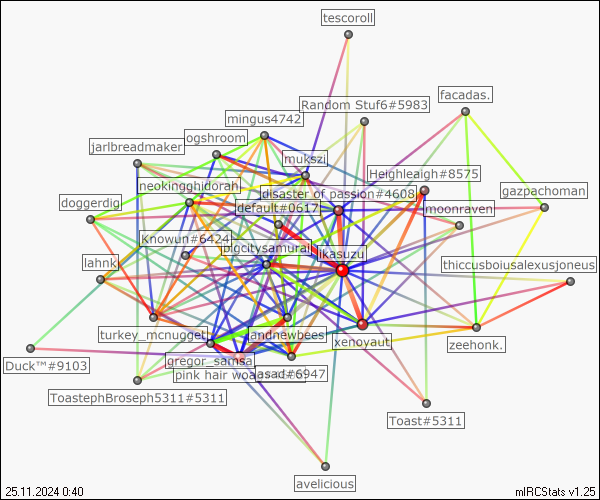 tescoroll
facadas.
Random Stuf6#5983
mingus4742
ogshroom
jarlbreadmaker
mukszi
Heighleaigh#8575
neokingghidorah
disaster of passion#4608
gazpachoman
doggerdig
default#0617
moonraven
Knowun#6424
bigcitysamurai
ikasuzu
lahnk
thiccusboiusalexusjoneus
turkey_mcnugget
landnewbees
xenoyaut
zeehonk.
gregor_samsa
Duck™#9103
pink hair woa
asad#6947
ToastephBroseph5311#5311
Toast#5311
avelicious
25.11.2024 0:40
mIRCStats v1.25